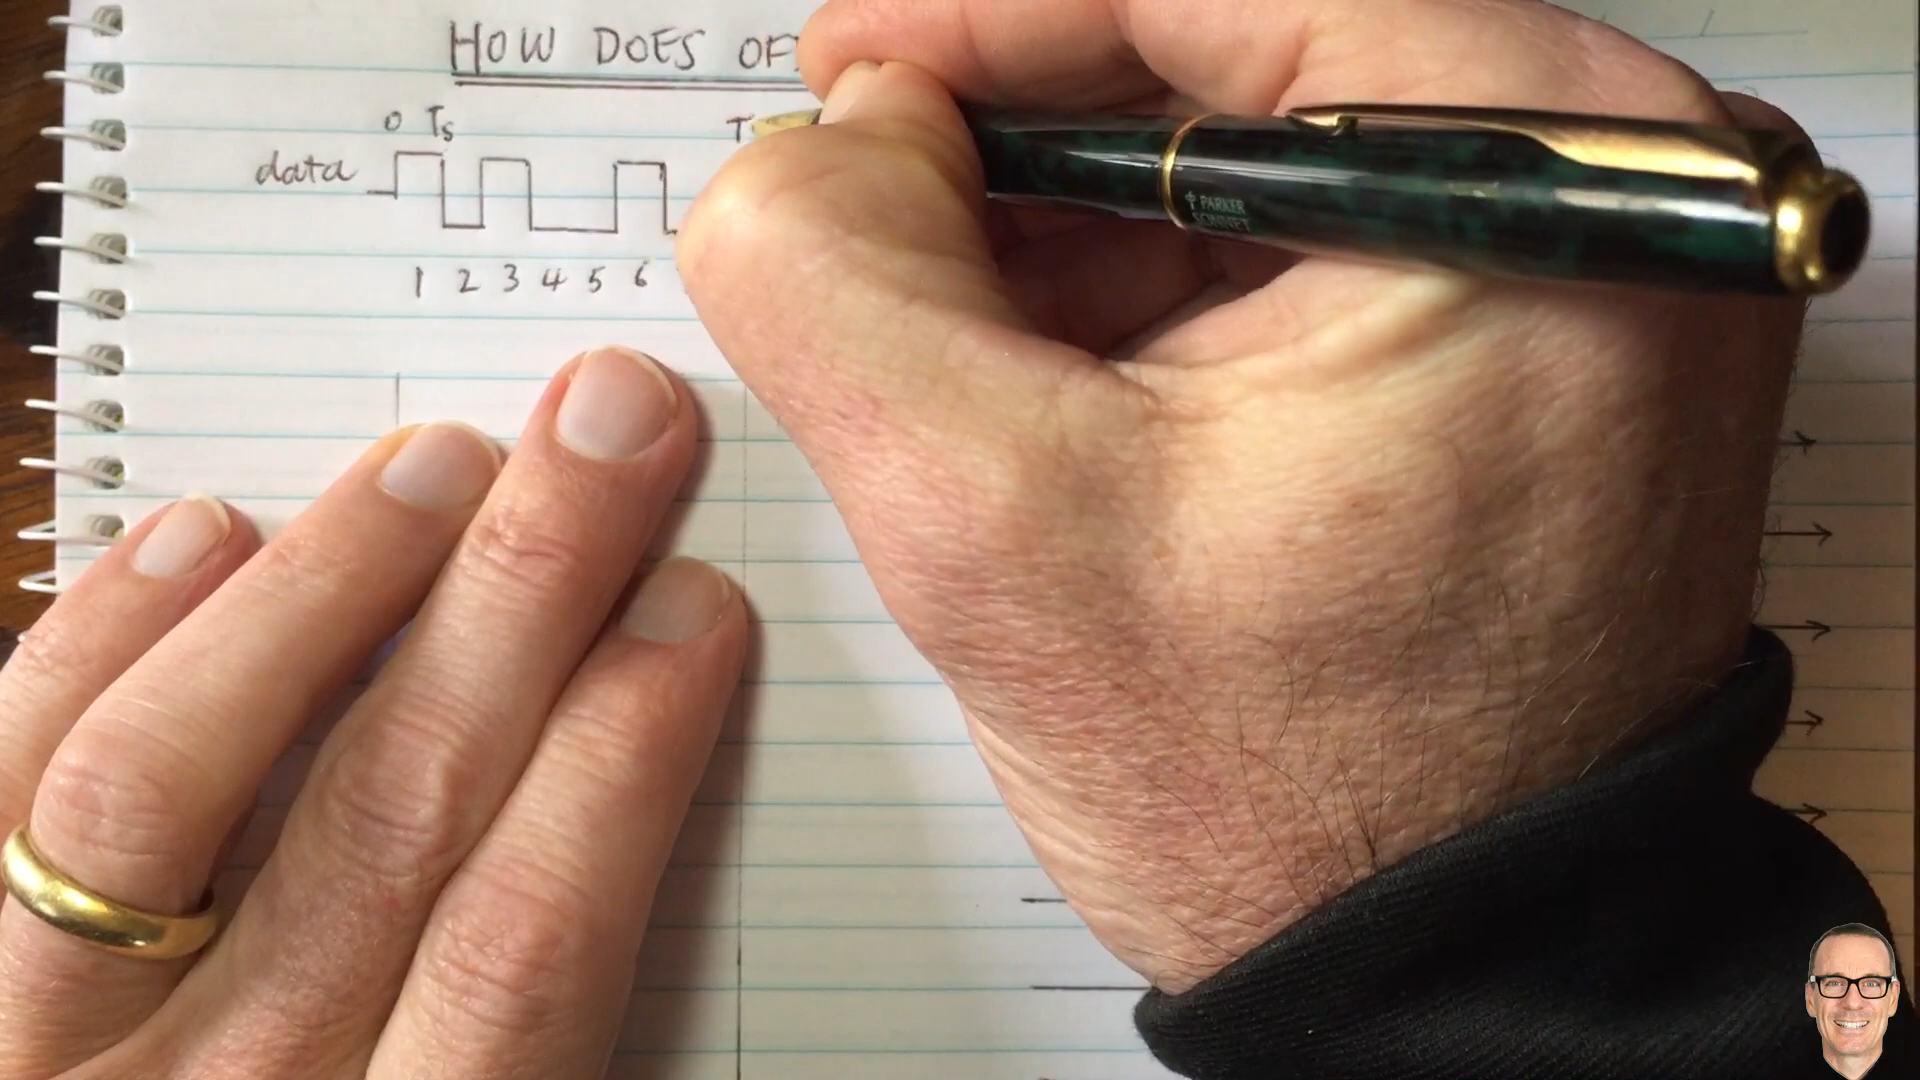 HOW DOES OF
0 Ts T
data
1 2 3 4 5 6
PARKER
SONNET